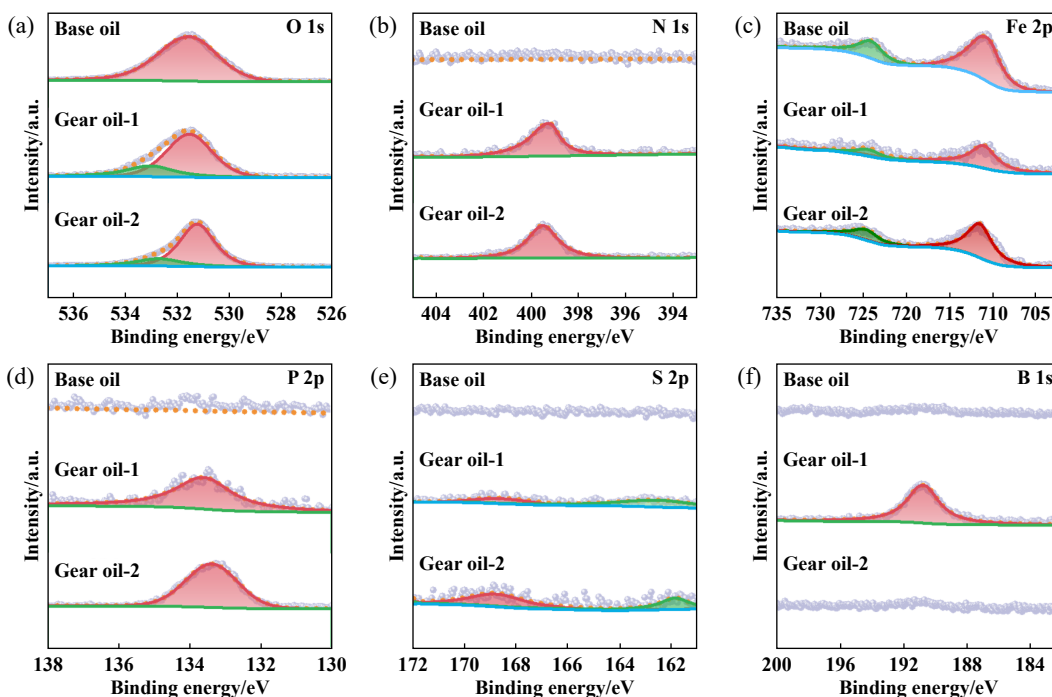 (a) Base oil O 1s
Gear oil-1
Gear oil-2
Intensity/a.u.
536 534 532 530 528 526
Binding energy/eV
(b) Base oil N 1s
Gear oil-1
Gear oil-2
Intensity/a.u.
404 402 400 398 396 394
Binding energy/eV
(c) Base oil Fe 2p
Gear oil-1
Gear oil-2
Intensity/a.u.
735 730 725 720 715 710 705
Binding energy/eV
(d) Base oil P 2p
Gear oil-1
Gear oil-2
Intensity/a.u.
138 136 134 132 130
Binding energy/eV
(e) Base oil S 2p
Gear oil-1
Gear oil-2
Intensity/a.u.
172 170 168 166 164 162
Binding energy/eV
(f) Base oil B 1s
Gear oil-1
Gear oil-2
Intensity/a.u.
200 196 192 188 184
Binding energy/eV